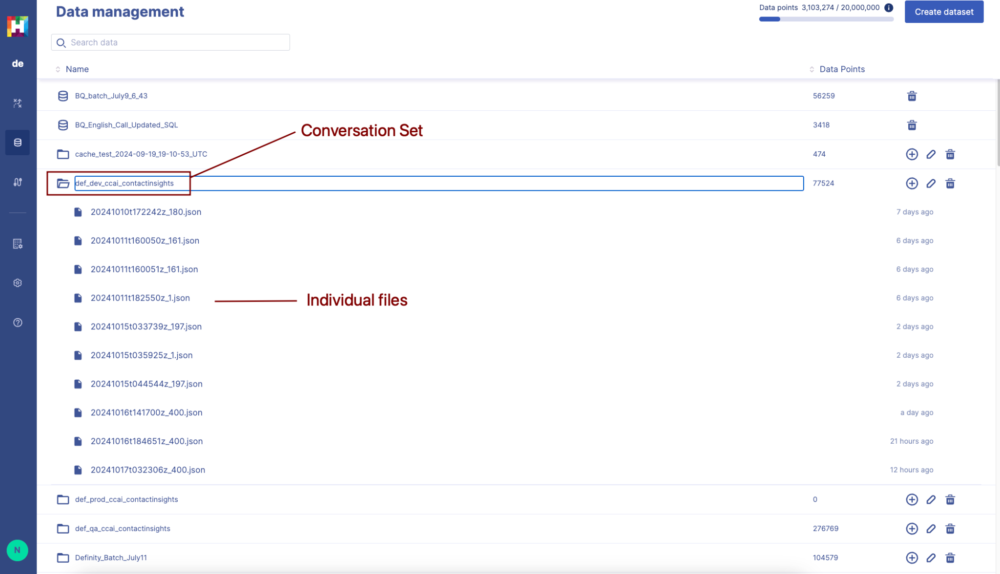 Data management
Data points 3,103,274 / 20,000,000
Create dataset
Search data
de
Name
Data Points
BQ_batch_July9_6_43
56259
BQ_English_Call_Updated_SQL
3418
Conversation Set
cache_test_2024-09-19_19-10-53_UTC
474
def_dev_ccai_contactinsights
77524
20241010t172242z_180.json
7 days ago
20241011t160050z_161.json
6 days ago
20241011t160051z_161.json
6 days ago
20241011t182550z_1.json
Individual files
6 days ago
20241015t033739z_197.json
2 days ago
20241015t035925z_1.json
2 days ago
20241015t044544z_197.json
2 days ago
20241016t141700z_400.json
a day ago
20241016t184651z_400.json
21 hours ago
20241017t032306z_400.json
12 hours ago
def_prod_ccai_contactinsights
0
def_qa_ccai_contactinsights
276769
N
Definity_Batch_July11
104579